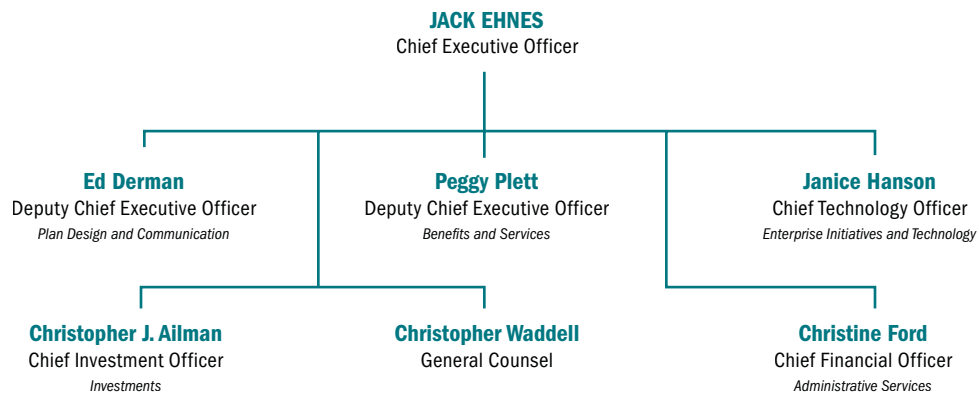 JACK EHNES
Chief Executive Officer
Ed Derman
Deputy Chief Executive Officer
Plan Design and Communication
Peggy Plett
Deputy Chief Executive Officer
Benefits and Services
Janice Hanson
Chief Technology Officer
Enterprise Initiatives and Technology
Christopher J. Ailman
Chief Investment Officer
Investments
Christopher Waddell
General Counsel
Christine Ford
Chief Financial Officer
Administrative Services